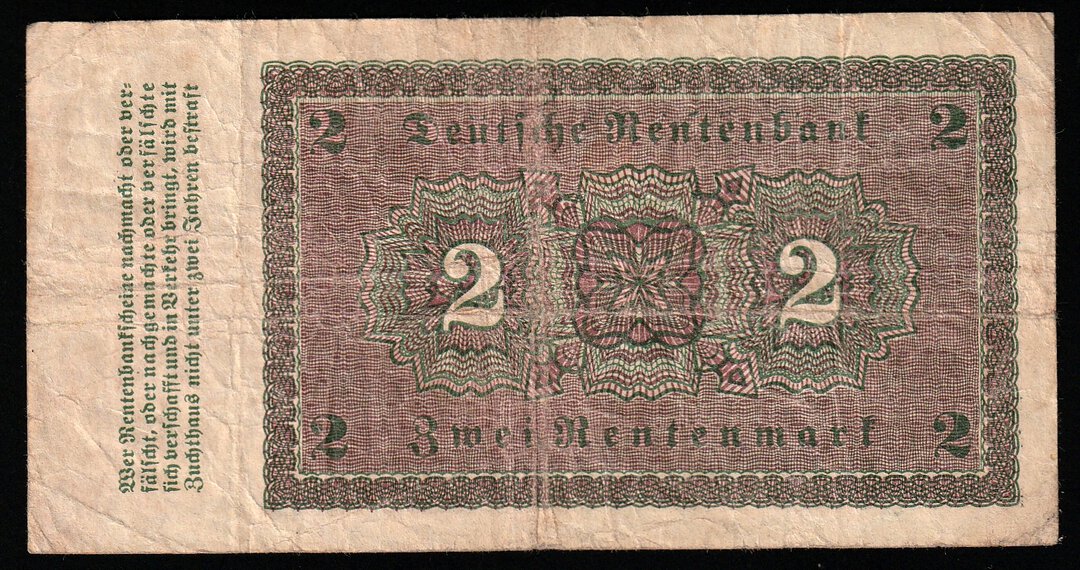 Wer Rentenbankscheine nachmacht oder ver-
fälscht, oder nachgemachte oder verfälschte
sich verschafft und in Verkehr bringt, wird mit
Zuchthaus nicht unter zwei Jahren bestraft
2 Deutsche Rentenbank 2
2 2
2 Zwei Rentenmark 2